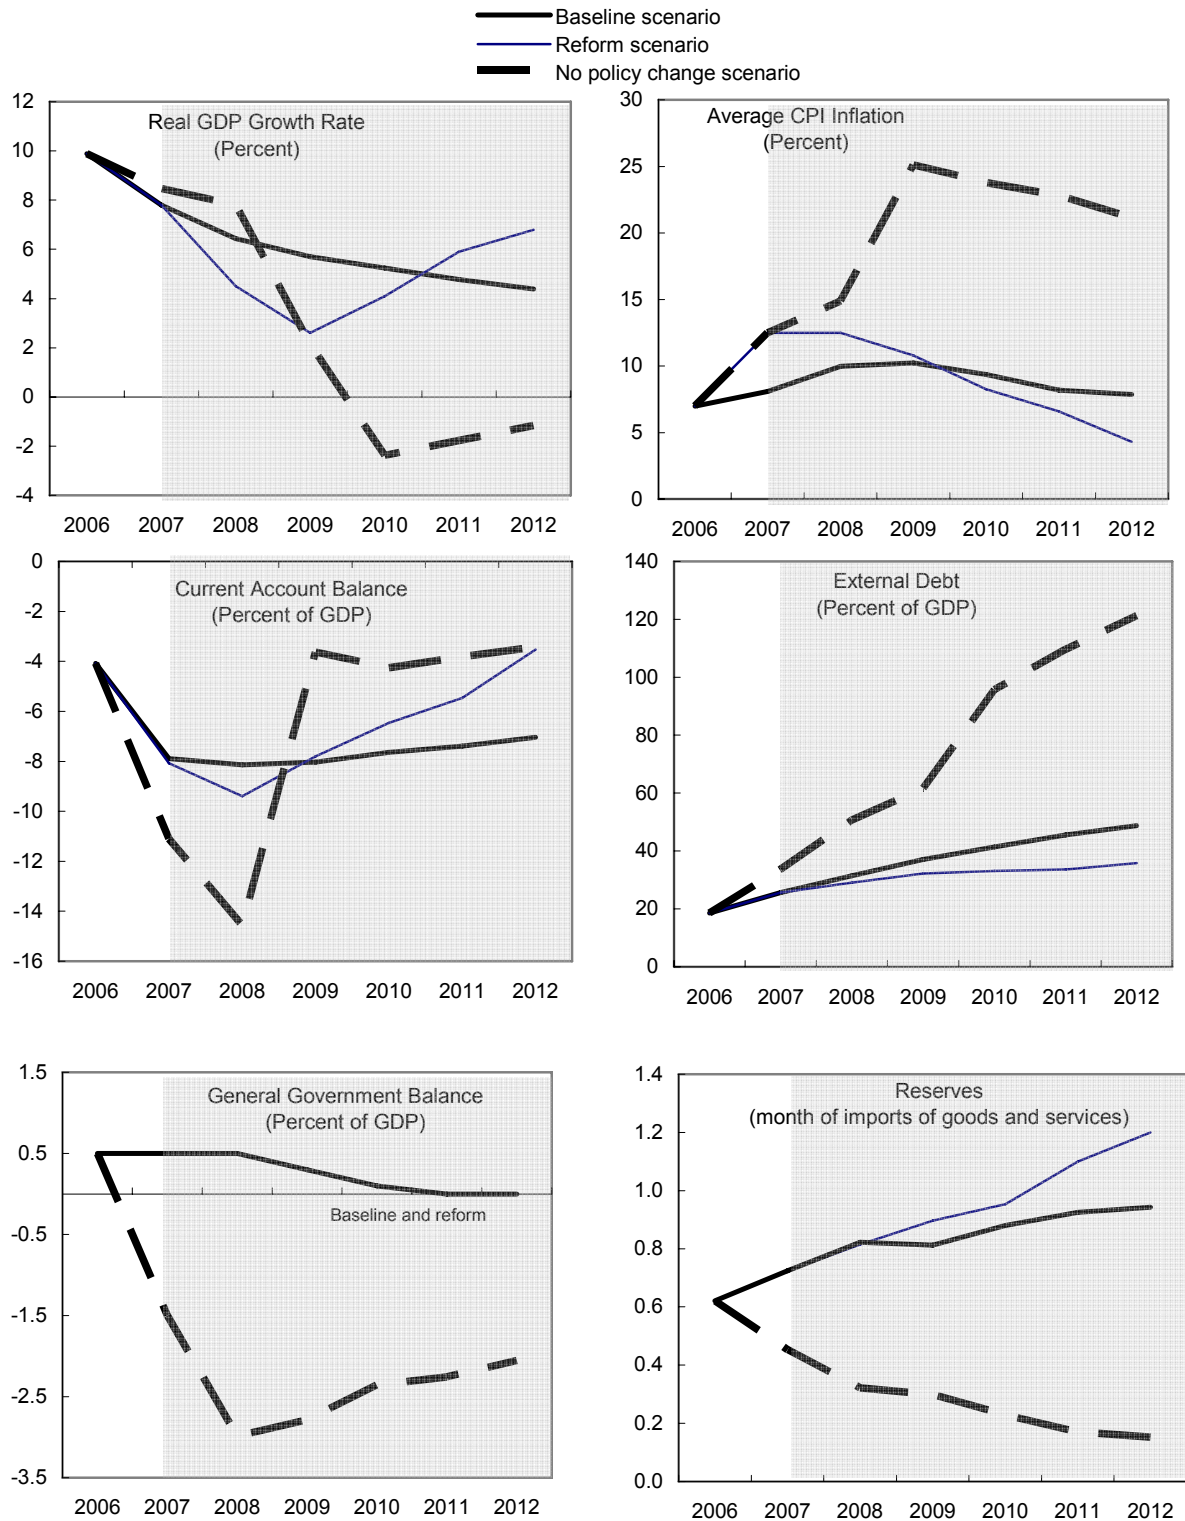 Baseline scenario
Reform scenario
No policy change scenario
Real GDP Growth Rate
(Percent)
12
10
8
6
4
2
0
-2
-4
2006 2007 2008 2009 2010 2011 2012
Average CPI Inflation
(Percent)
30
25
20
15
10
5
0
2006 2007 2008 2009 2010 2011 2012
Current Account Balance
(Percent of GDP)
0
-2
-4
-6
-8
-10
-12
-14
-16
2006 2007 2008 2009 2010 2011 2012
External Debt
(Percent of GDP)
140
120
100
80
60
40
20
0
2006 2007 2008 2009 2010 2011 2012
General Government Balance
(Percent of GDP)
1.5
0.5
-0.5
-1.5
-2.5
-3.5
Baseline and reform
2006 2007 2008 2009 2010 2011 2012
Reserves
(month of imports of goods and services)
1.4
1.2
1.0
0.8
0.6
0.4
0.2
0.0
2006 2007 2008 2009 2010 2011 2012